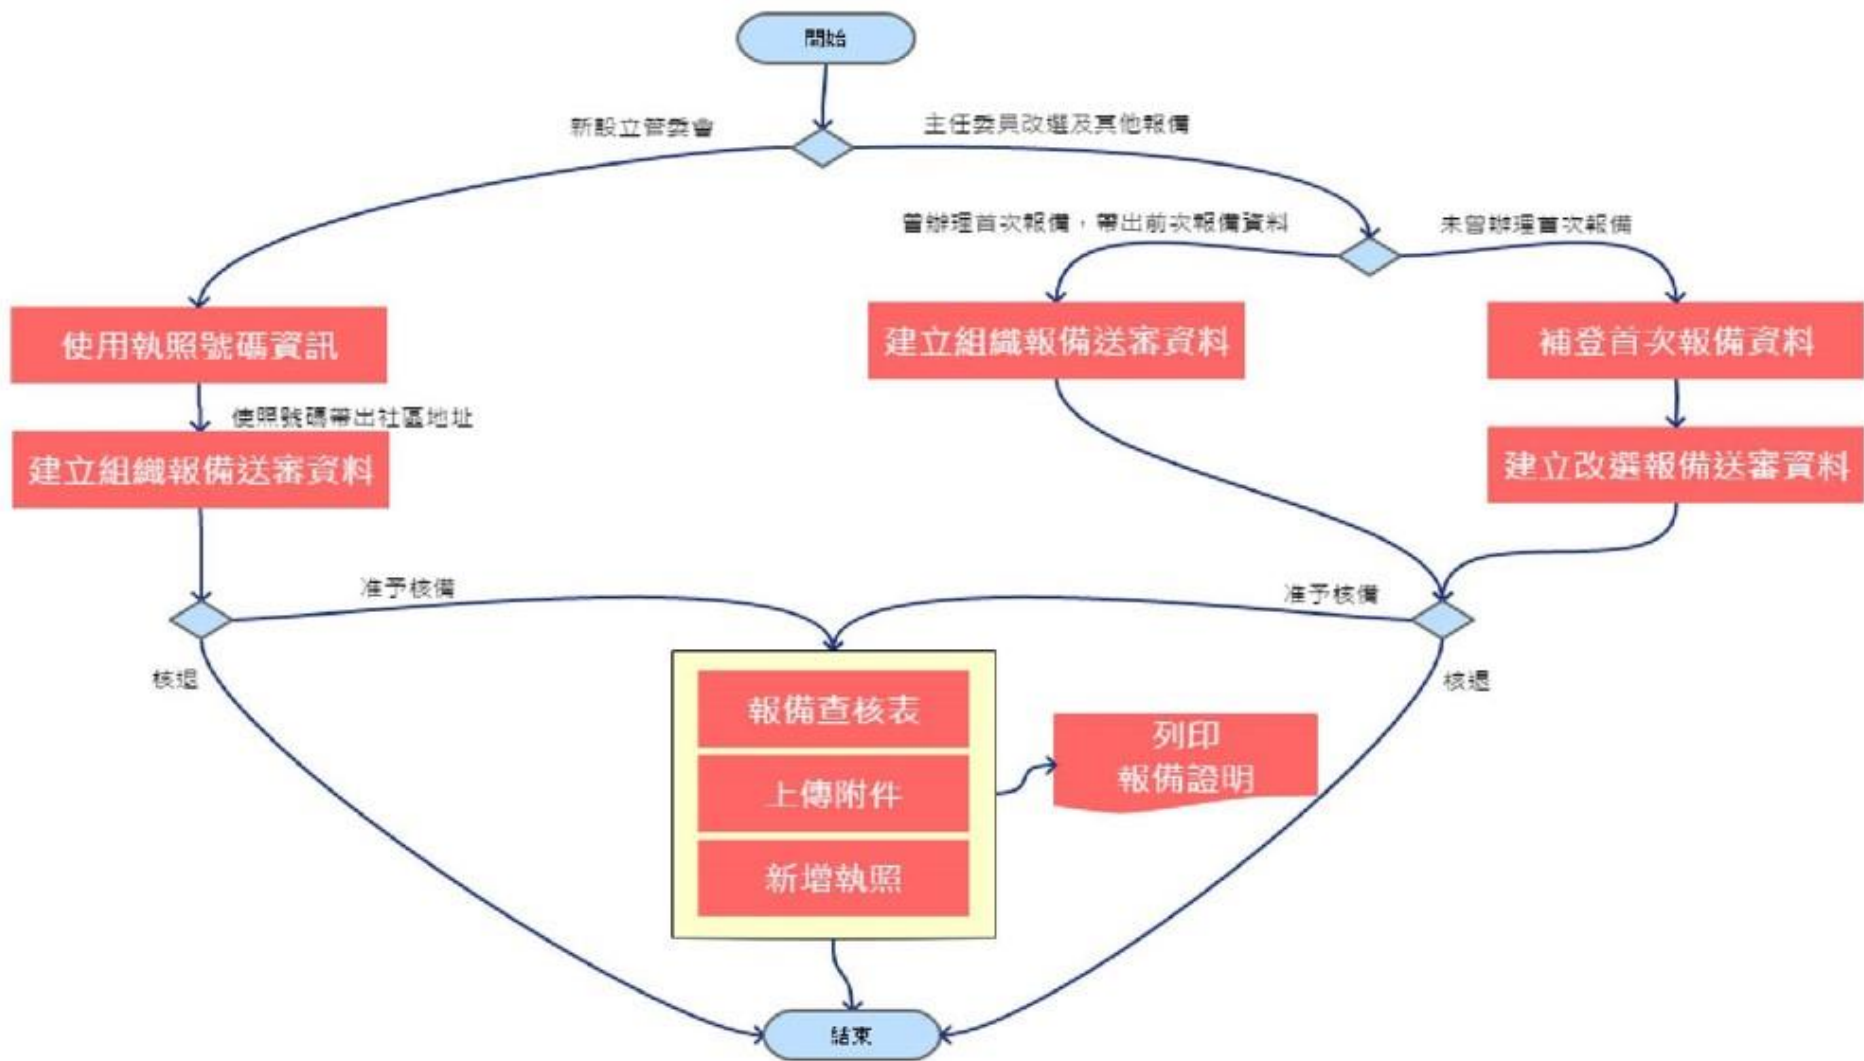 開始
新設立管委會
主任委員改選及其他報備
曾辦理首次報備，帶出前次報備資料
未曾辦理首次報備
使用執照號碼資訊
建立組織報備送審資料
補登首次報備資料
使照號碼帶出社區地址
建立組織報備送審資料
建立改選報備送審資料
准予核備
准予核備
核退
核退
報備查核表
上傳附件
新增執照
列印
報備證明
結束